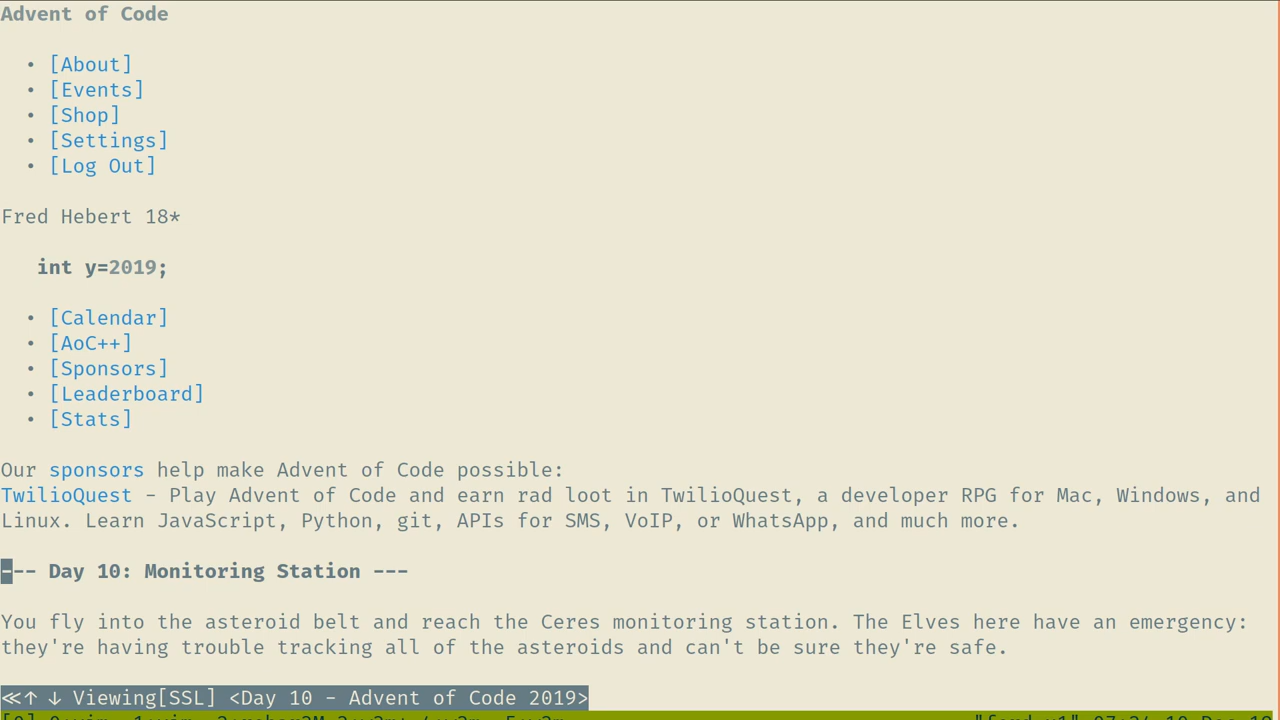 Advent of Code
• [About]
• [Events]
• [Shop]
• [Settings]
• [Log Out]
Fred Hebert 18*
int y=2019;
• [Calendar]
• [AoC++]
• [Sponsors]
• [Leaderboard]
• [Stats]
Our sponsors help make Advent of Code possible:
TwilioQuest - Play Advent of Code and earn rad loot in TwilioQuest, a developer RPG for Mac, Windows, and
Linux. Learn JavaScript, Python, git, APIs for SMS, VoIP, or WhatsApp, and much more.
--- Day 10: Monitoring Station ---
You fly into the asteroid belt and reach the Ceres monitoring station. The Elves here have an emergency:
they're having trouble tracking all of the asteroids and can't be sure they're safe.
≪↑ ↓ Viewing[SSL] <Day 10 - Advent of Code 2019>